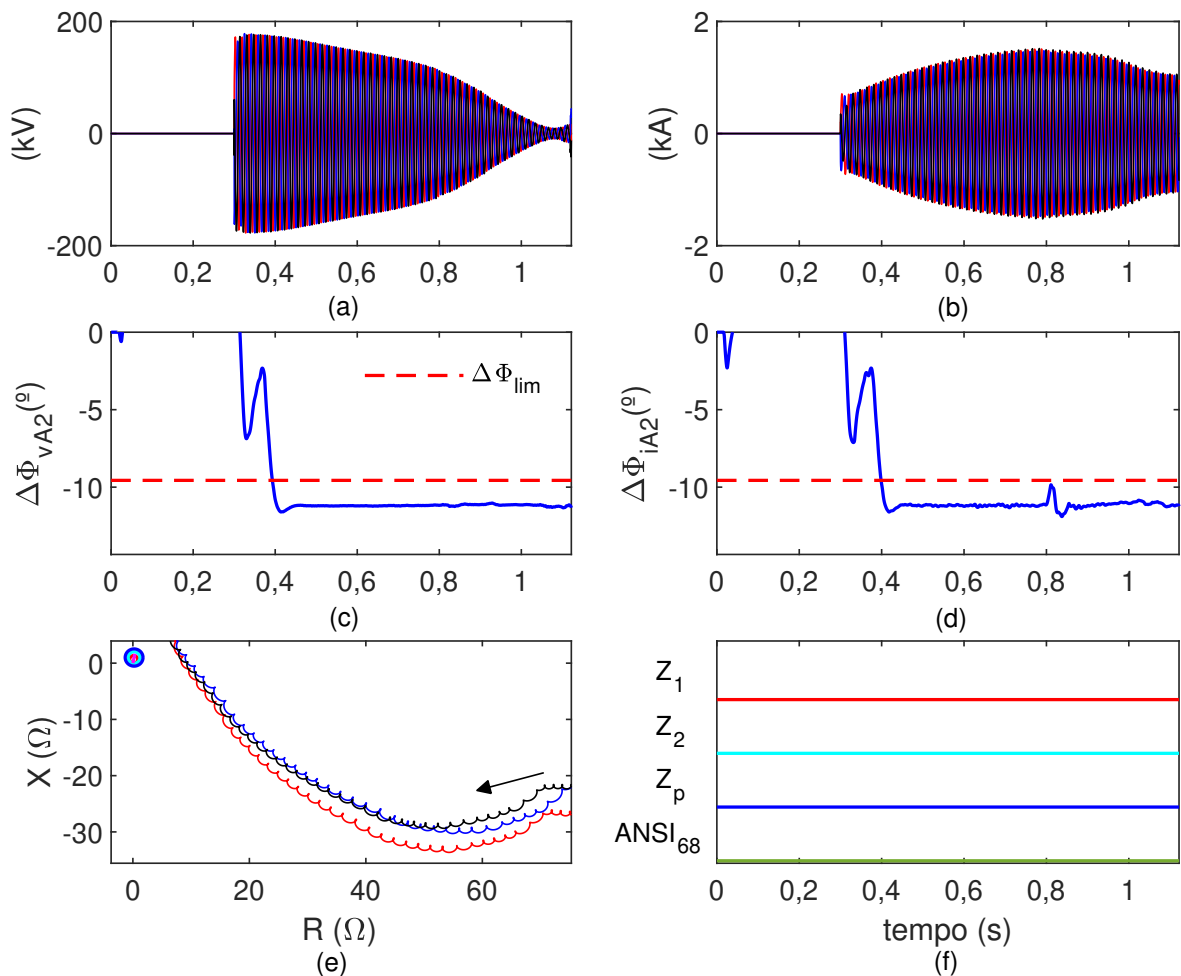 200
0
-200
(kV)
0 0,2 0,4 0,6 0,8 1
(a)
2
0
-2
(kA)
0 0,2 0,4 0,6 0,8 1
(b)
0
-5
-10
ΔΦvA2(º)
ΔΦlim
(c)
0
-5
-10
ΔΦiA2(º)
(d)
0
-10
-20
-30
X (Ω)
0 20 40 60
R (Ω)
(e)
Z1
Z2
Zp
ANSI68
0 0,2 0,4 0,6 0,8 1
tempo (s)
(f)
0 0,2 0,4 0,6 0,8 1
0 0,2 0,4 0,6 0,8 1